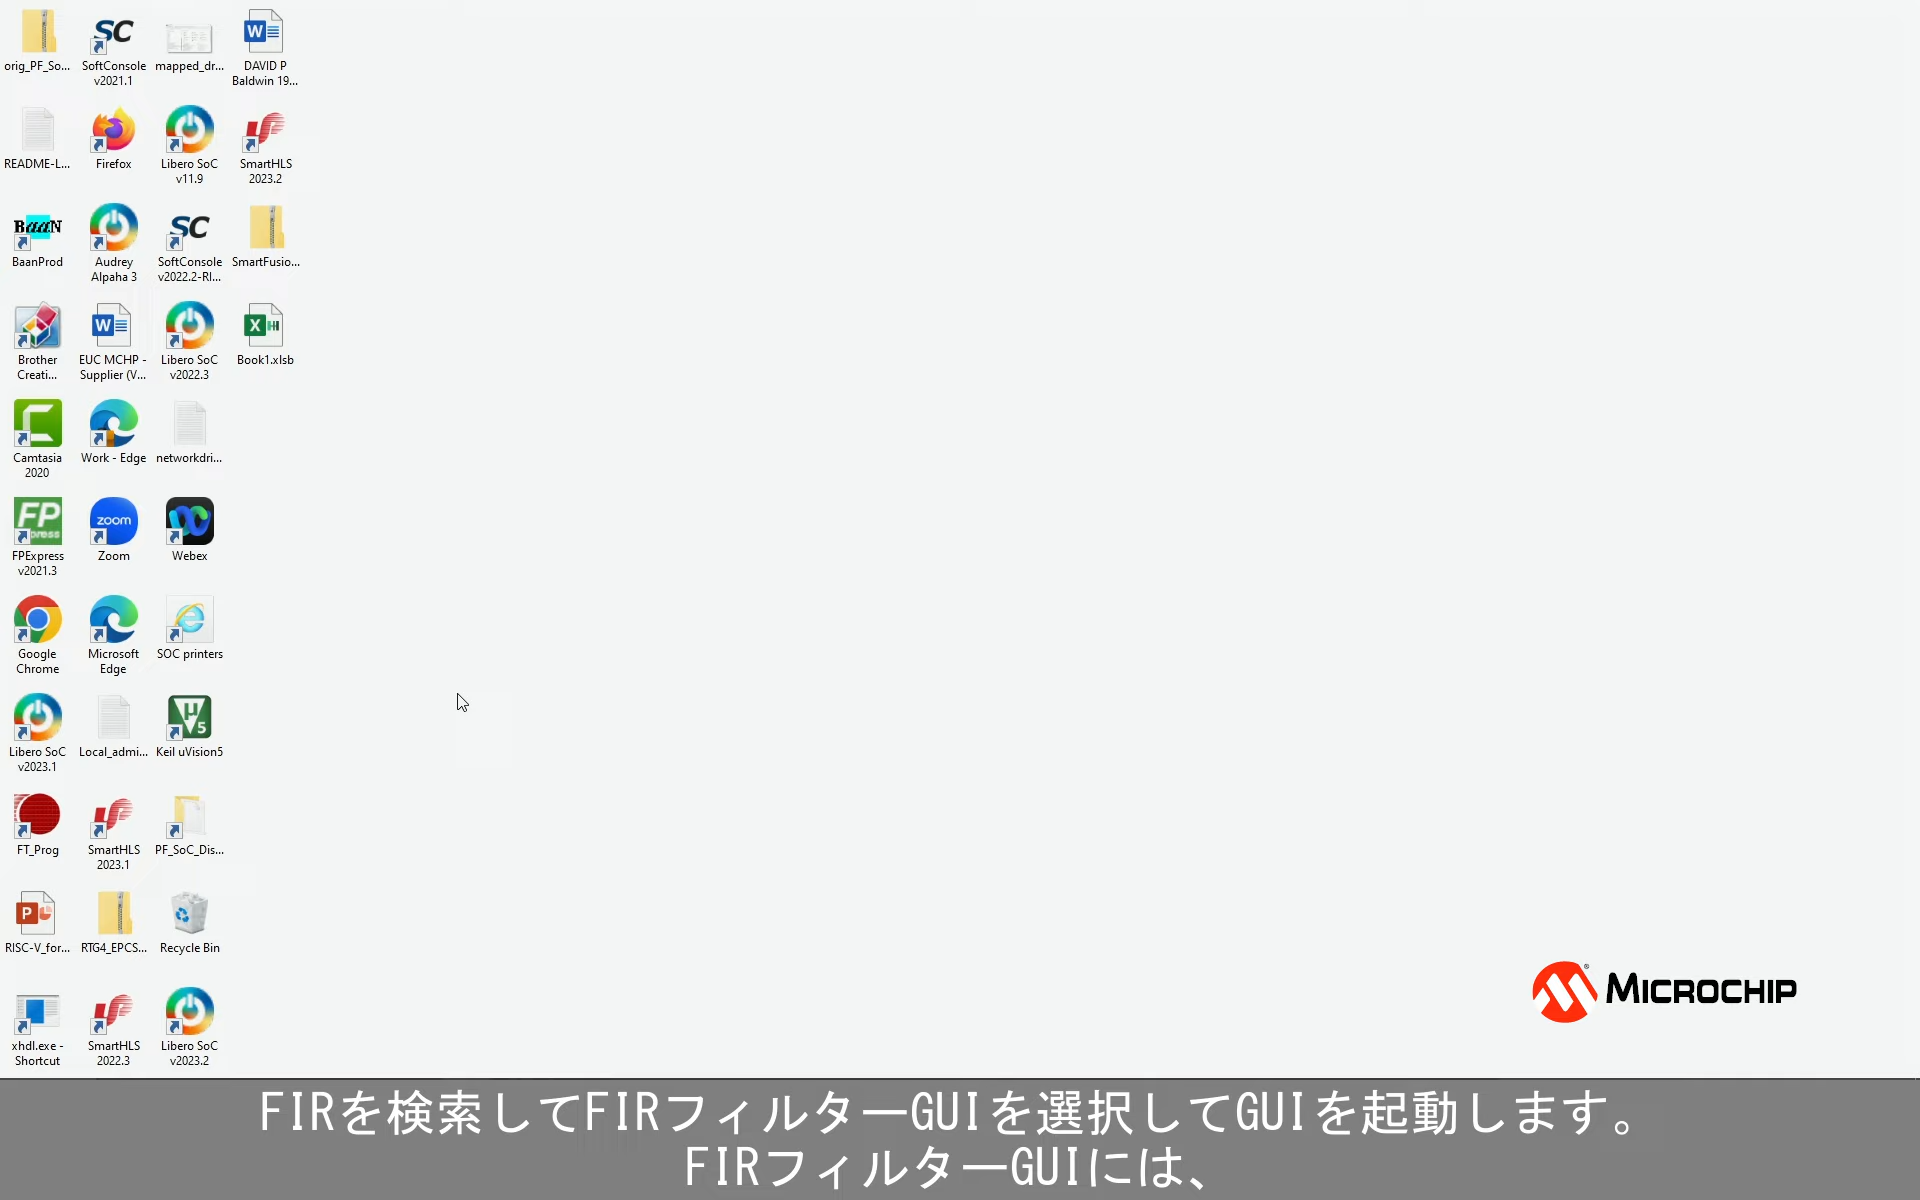 orig_PF_So...
SoftConsole
v2021.1
mapped_dr...
DAVID P
Baldwin 19...
README-L...
Firefox
Libero SoC
v11.9
SmartHLS
2023.2
BaaN
BaanProd
Audrey
Alpaha 3
SoftConsole
v2022.2-RI...
SmartFusio...
Brother
Creati...
EUC MCHP -
Supplier (V...
Libero SoC
v2022.3
Book1.xlsb
Camtasia
2020
Work - Edge
networkdri...
FP
press
FPExpress
v2021.3
zoom
Zoom
Webex
Google
Chrome
Microsoft
Edge
SOC printers
Libero SoC
v2023.1
Local_admi...
Keil uVision5
FT_Prog
SmartHLS
2023.1
PF_SoC_Dis...
RISC-V_for...
RTG4_EPCS...
Recycle Bin
xhdl.exe -
Shortcut
SmartHLS
2022.3
Libero SoC
v2023.2
MICROCHIP
FIRを検索してFIRフィルターGUIを選択してGUIを起動します。
FIRフィルターGUIには、